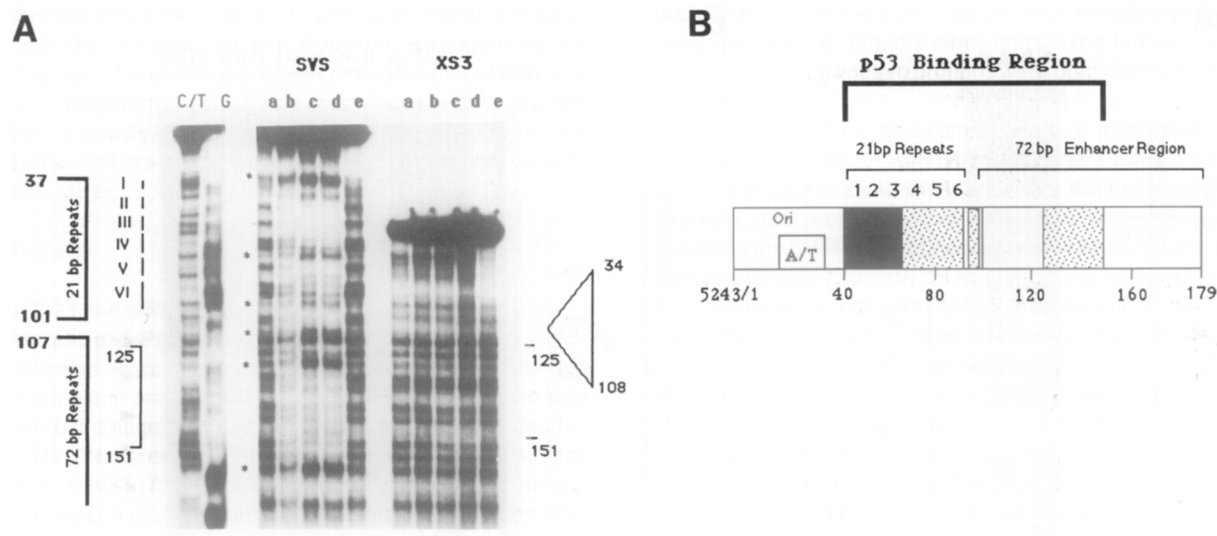 A
SVS XS3
C/T G a b c d e a b c d e
37
I
II
III
IV
V
VI
21 bp Repeats
101
107
125
151
72 bp Repeats
*
*
*
*
*
*
34
125
108
151
B
p53 Binding Region
21bp Repeats 72 bp Enhancer Region
1 2 3 4 5 6
Ori
A/T
5243/1 40 80 120 160 179